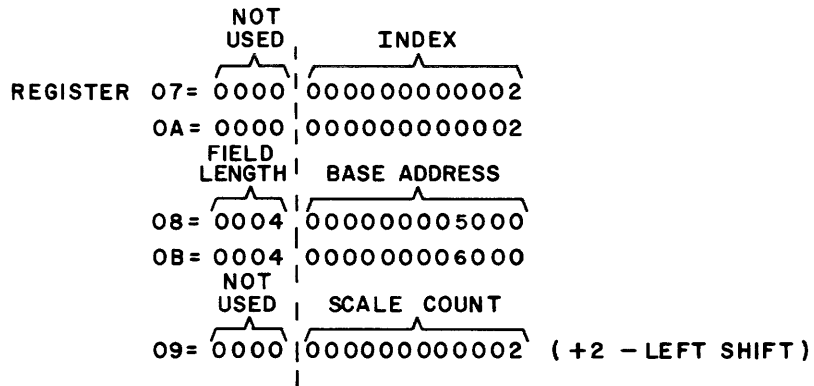 NOT
USED INDEX
REGISTER 07= 0000 000000000002
0A= 0000 000000000002
FIELD
LENGTH BASE ADDRESS
08= 0004 000000005000
0B= 0004 000000006000
NOT
USED SCALE COUNT
09= 0000 000000000002 (+2 - LEFT SHIFT)